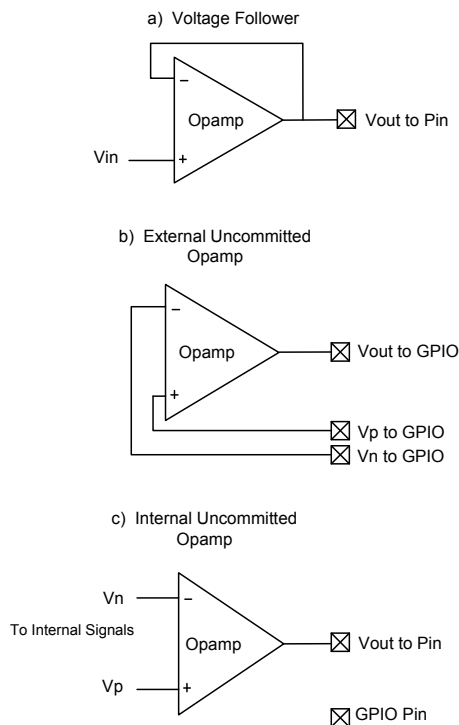 a) Voltage Follower
−
Opamp
Vout to Pin
Vin
+
b) External Uncommitted
Opamp
−
Opamp
Vout to GPIO
+
Vp to GPIO
Vn to GPIO
c) Internal Uncommitted
Opamp
Vn
−
To Internal Signals
Opamp
Vout to Pin
Vp
+
GPIO Pin